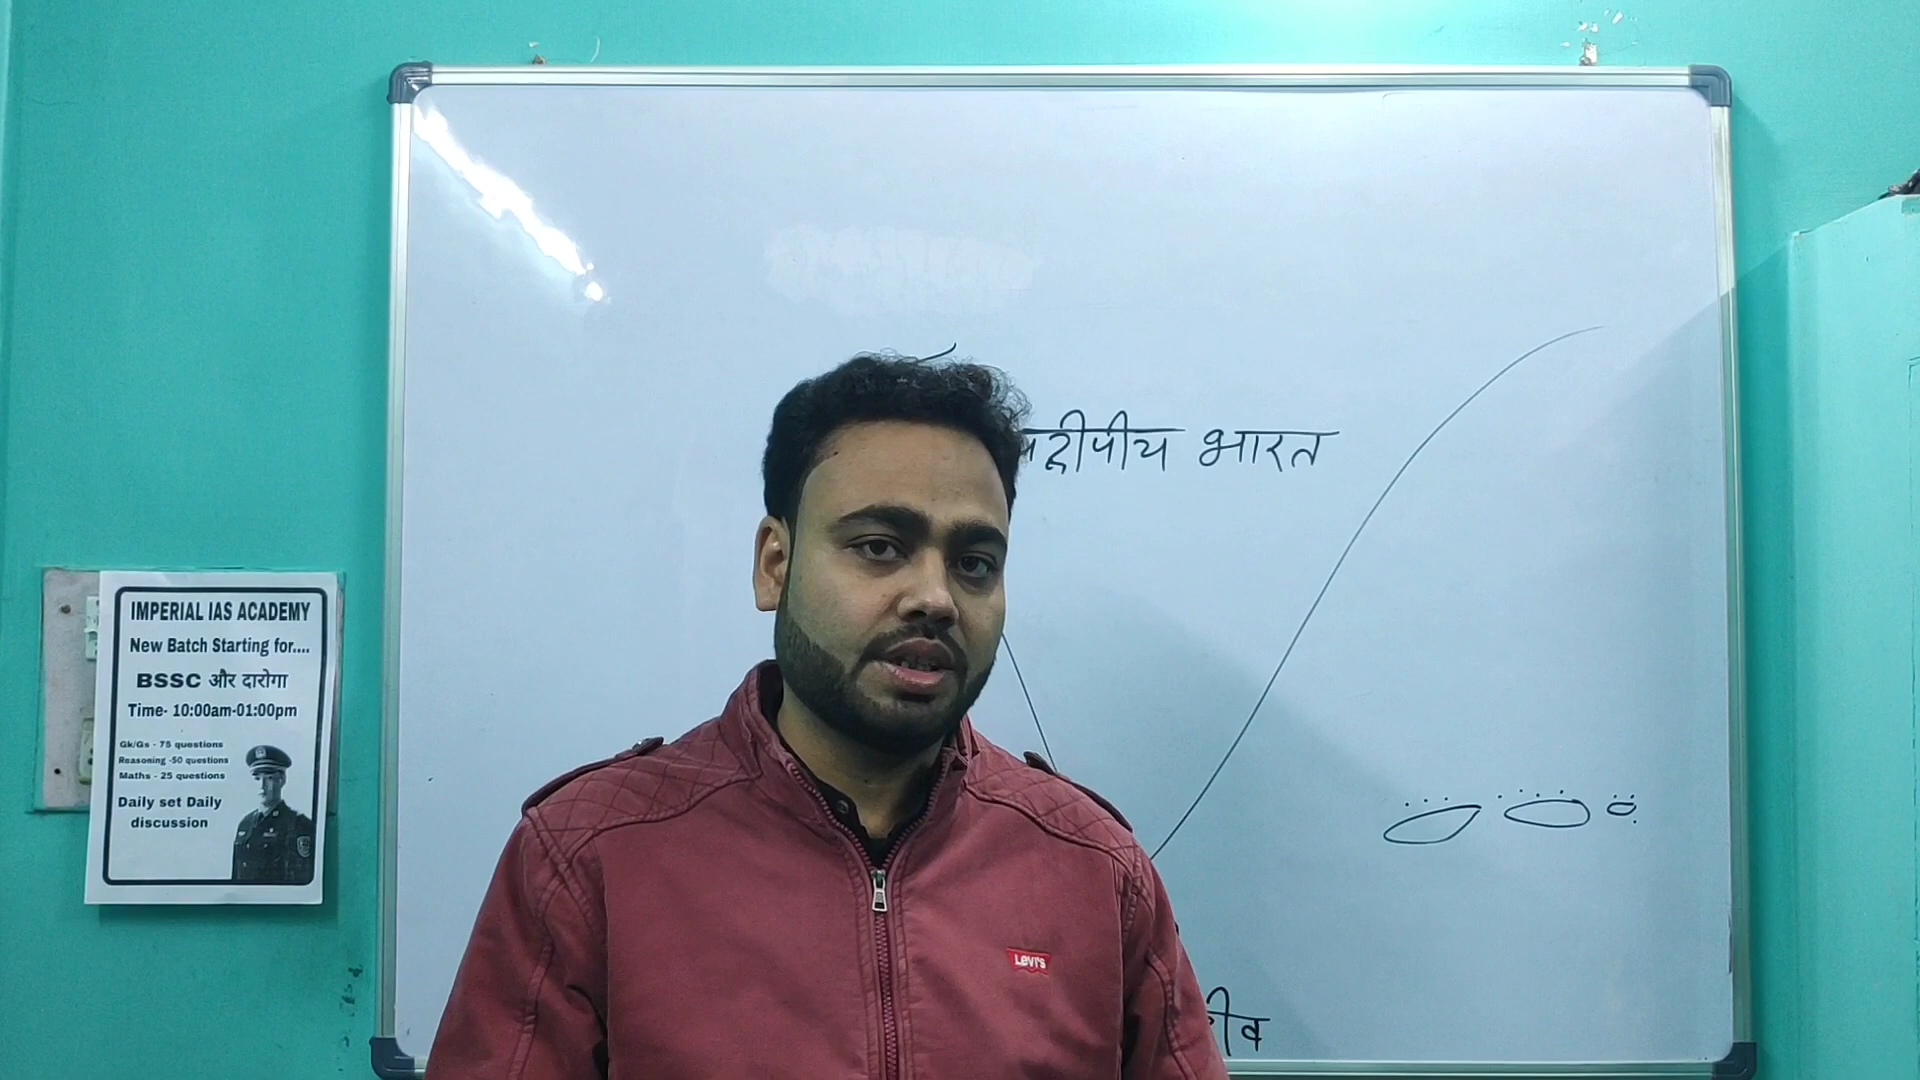 द्वीपीय भारत
IMPERIAL IAS ACADEMY
New Batch Starting for....
BSSC और दारोगा
Time- 10:00am-01:00pm
Gk/Gs - 75 questions
Reasoning -50 questions
Maths - 25 questions
Daily set Daily
discussion
Levi's